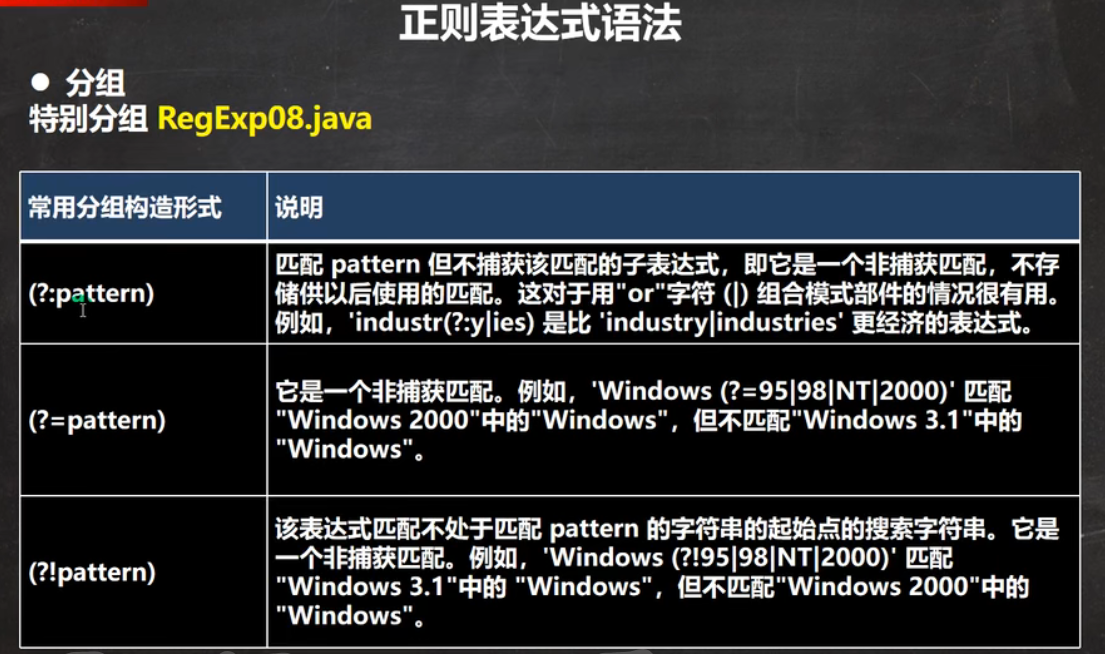 正则表达式语法
● 分组
特别分组 RegExp08.java
常用分组构造形式
说明
(?:pattern)
匹配 pattern 但不捕获该匹配的子表达式，即它是一个非捕获匹配，不存
储供以后使用的匹配。这对于用"or"字符 (|) 组合模式部件的情况很有用。
例如，'industr(?:y|ies) 是比 'industry|industries' 更经济的表达式。
(?=pattern)
它是一个非捕获匹配。例如，'Windows (?=95|98|NT|2000)' 匹配
"Windows 2000"中的"Windows"，但不匹配"Windows 3.1"中的
"Windows"。
(?!pattern)
该表达式匹配不处于匹配 pattern 的字符串的起始点的搜索字符串。它是
一个非捕获匹配。例如，'Windows (?!95|98|NT|2000)' 匹配
"Windows 3.1"中的 "Windows"，但不匹配"Windows 2000"中的
"Windows"。